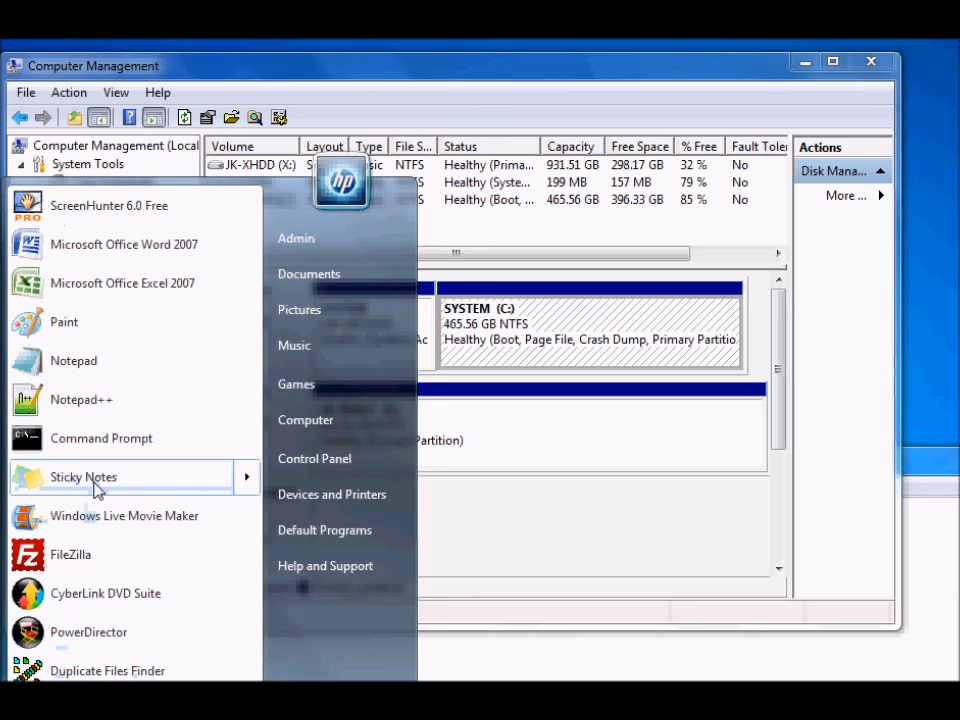 Computer Management
File Action View Help
Computer Management (Local
System Tools
Volume Layout Type File S... Status Capacity Free Space % Free Fault Toler
JK-XHDD (X:) NTFS Healthy (Prima... 931.51 GB 298.17 GB 32 % No
Healthy (Syste... 199 MB 157 MB 79 % No
Healthy (Boot, ... 465.56 GB 396.33 GB 85 % No
Actions
Disk Mana...
More ...
hp
ScreenHunter 6.0 Free
PRO
Microsoft Office Word 2007
Microsoft Office Excel 2007
Paint
Notepad
Notepad++
Command Prompt
Sticky Notes
Windows Live Movie Maker
FileZilla
CyberLink DVD Suite
PowerDirector
Duplicate Files Finder
Admin
Documents
Pictures
Music
Games
Computer
Control Panel
Devices and Printers
Default Programs
Help and Support
SYSTEM (C:)
465.56 GB NTFS
Healthy (Boot, Page File, Crash Dump, Primary Partitio
Partition)